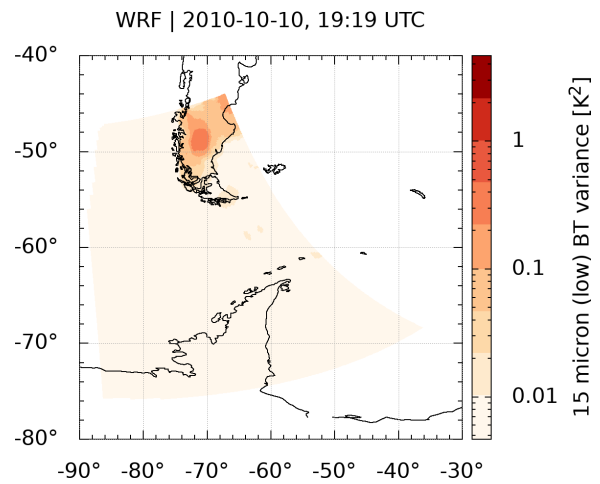 WRF | 2010-10-10, 19:19 UTC
-40°
-50°
-60°
-70°
-80°
-90° -80° -70° -60° -50° -40° -30°
1
0.1
0.01
15 micron (low) BT variance [K²]